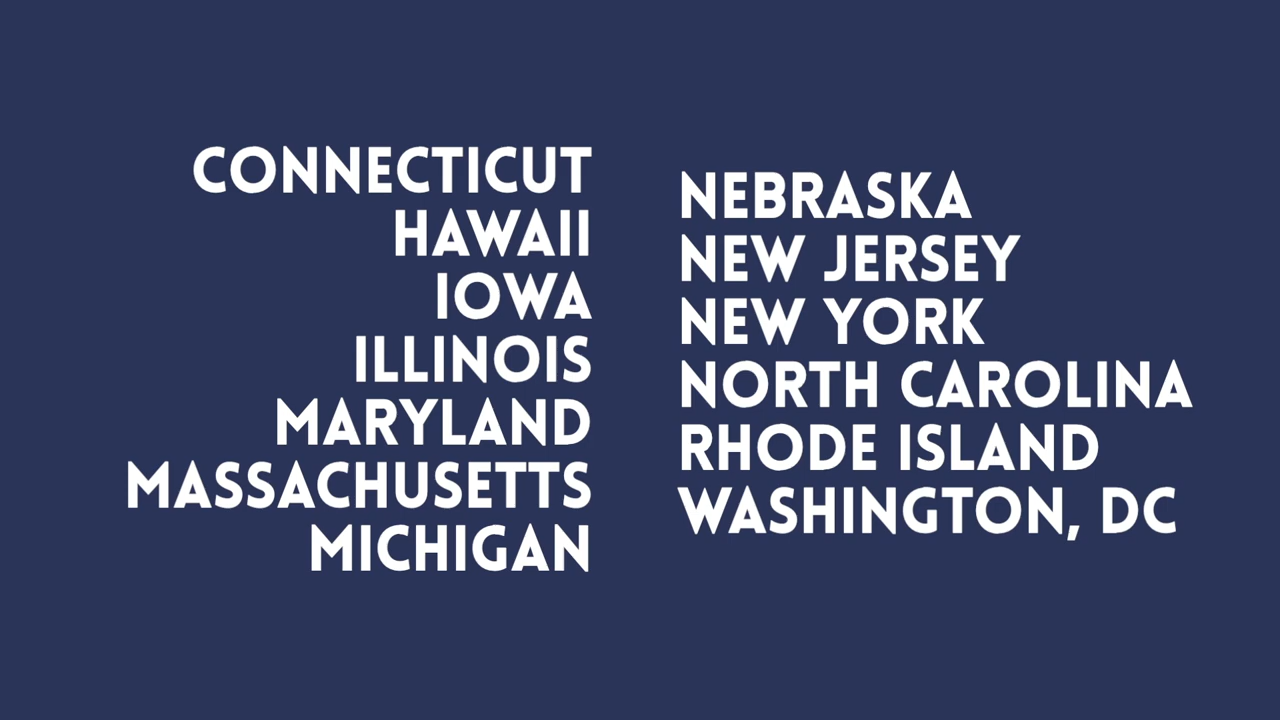 CONNECTICUT
HAWAII
IOWA
ILLINOIS
MARYLAND
MASSACHUSETTS
MICHIGAN
NEBRASKA
NEW JERSEY
NEW YORK
NORTH CAROLINA
RHODE ISLAND
WASHINGTON, DC